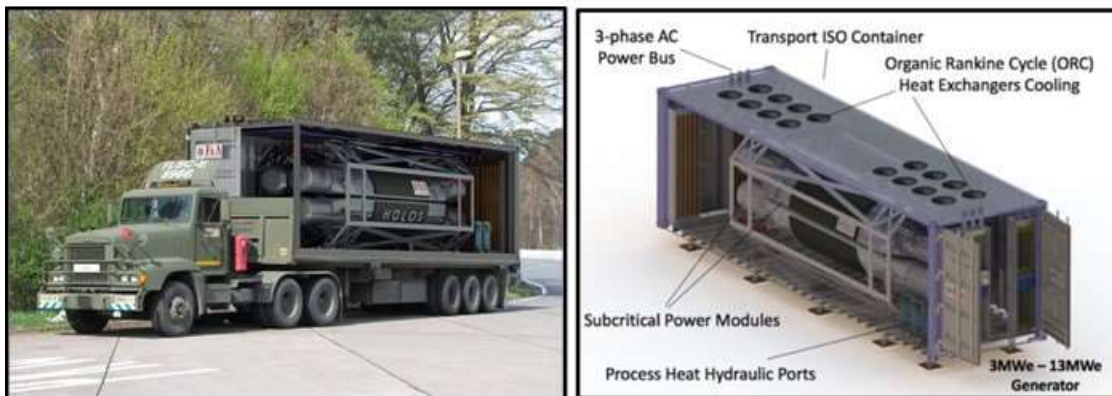 HOLOS
3-phase AC
Power Bus
Transport ISO Container
Organic Rankine Cycle (ORC)
Heat Exchangers Cooling
Subcritical Power Modules
Process Heat Hydraulic Ports
3MWe – 13MWe
Generator